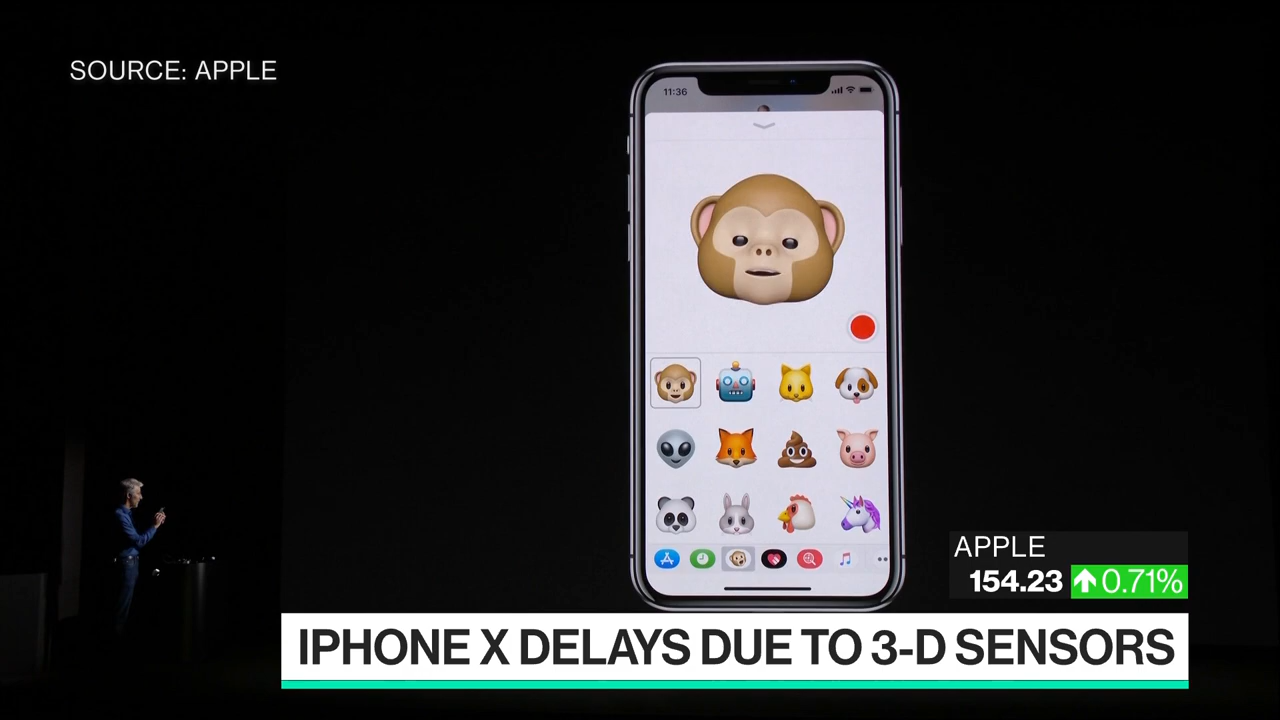 SOURCE: APPLE
11:36
APPLE
154.23 0.71%
IPHONE X DELAYS DUE TO 3-D SENSORS